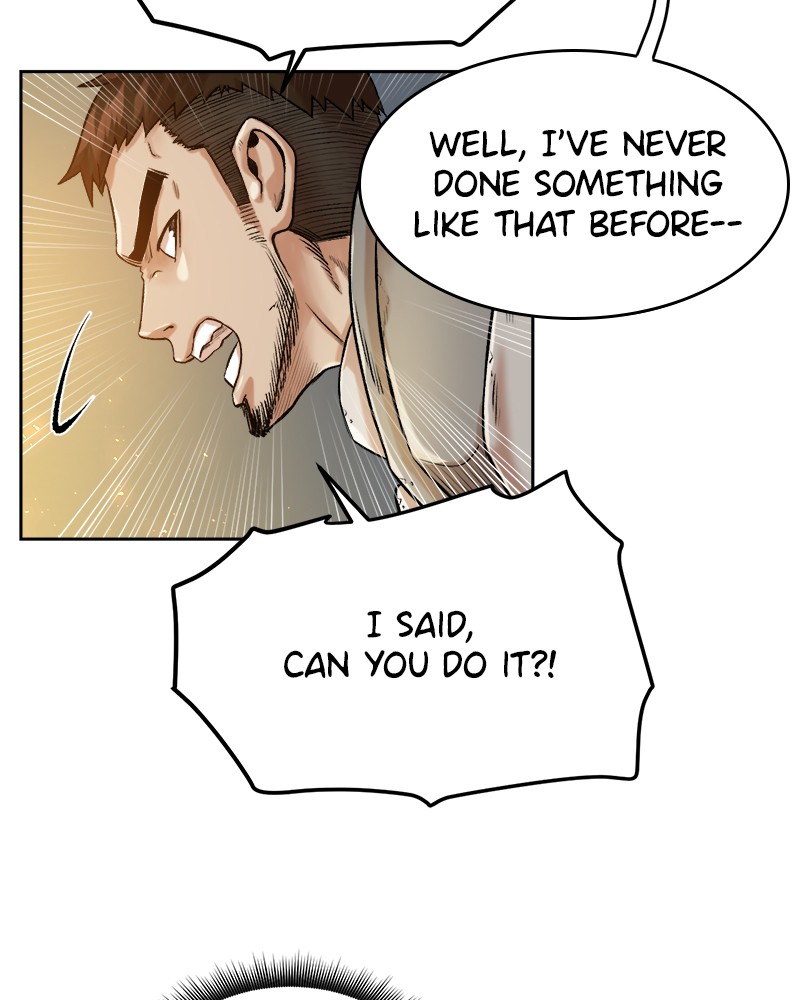 WELL, I'VE NEVER
DONE SOMETHING
LIKE THAT BEFORE--
I SAID,
CAN YOU DO IT?!